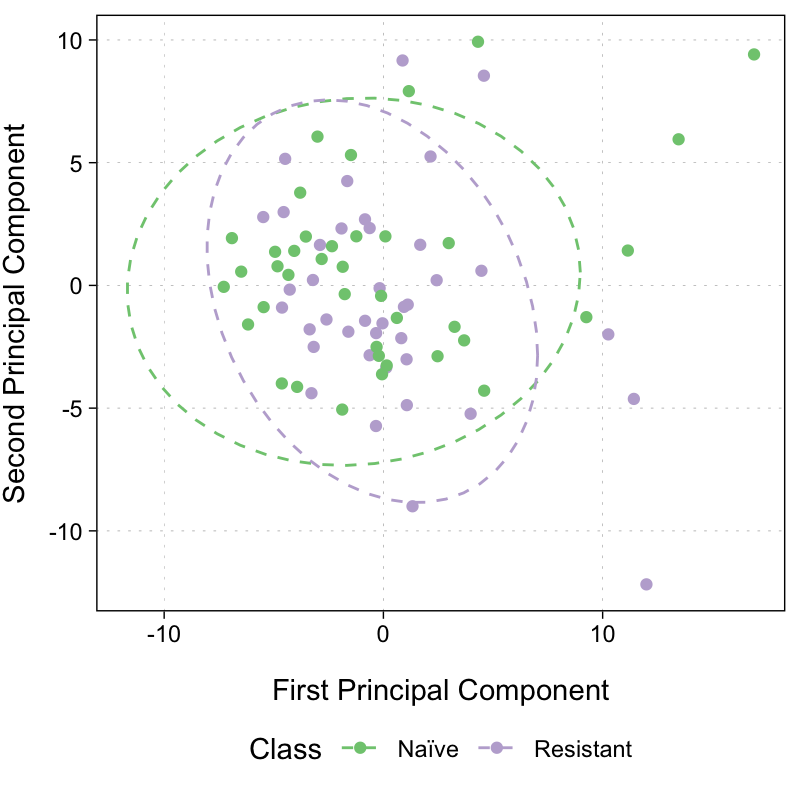 10
5
0
-5
-10
Second Principal Component
-10 0 10
First Principal Component
Class Naïve Resistant